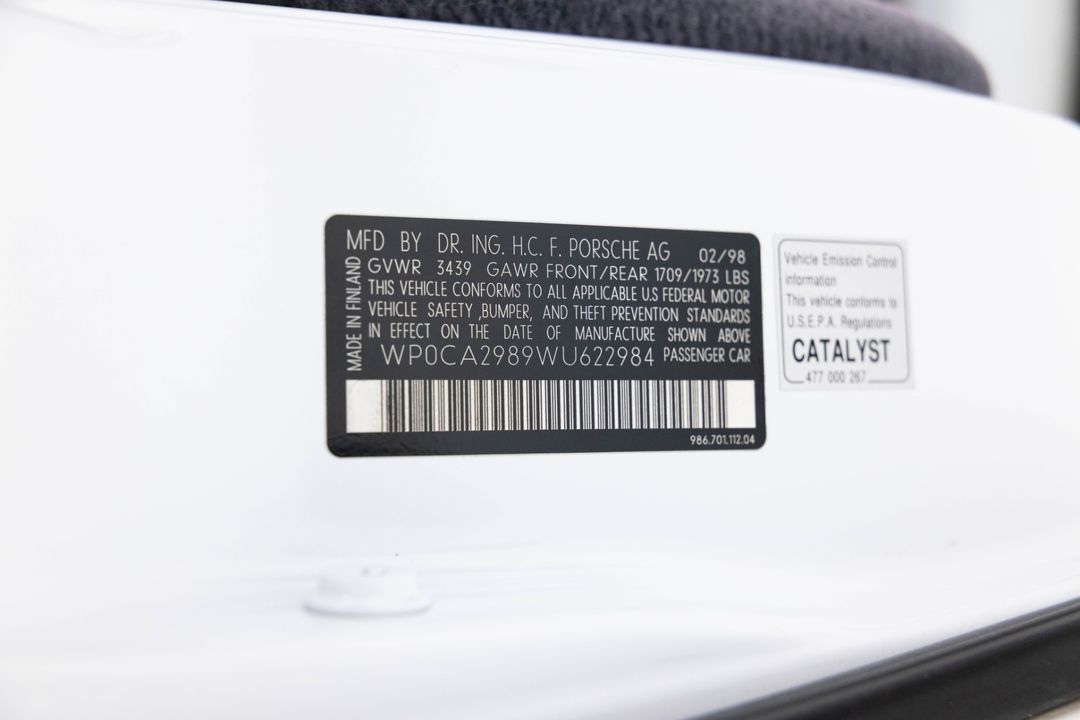 MFD BY DR. ING. H.C. F. PORSCHE AG 02/98
GVWR 3439 GAWR FRONT/REAR 1709/1973 LBS
THIS VEHICLE CONFORMS TO ALL APPLICABLE U.S FEDERAL MOTOR
VEHICLE SAFETY ,BUMPER, AND THEFT PREVENTION STANDARDS
IN EFFECT ON THE DATE OF MANUFACTURE SHOWN ABOVE
WP0CA2989WU622984 PASSENGER CAR
MADE IN FINLAND
986.701.112.04
Vehicle Emission Control
information
This vehicle conforms to
U.S.E.P.A. Regulations
CATALYST
477 000 267